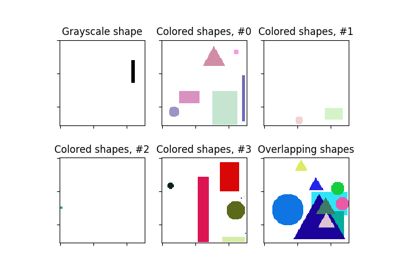 Grayscale shape
Colored shapes, #0
Colored shapes, #1
Colored shapes, #2
Colored shapes, #3
Overlapping shapes